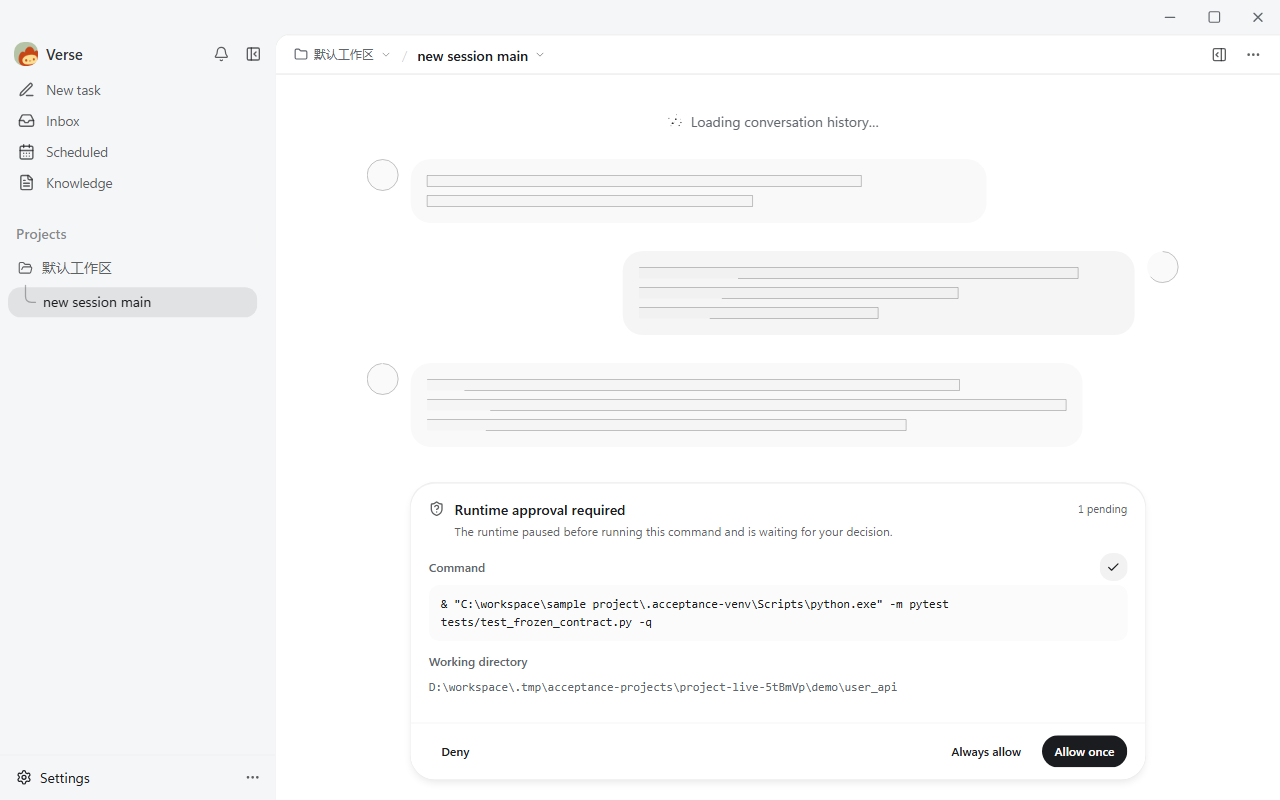 Verse
New task
Inbox
Scheduled
Knowledge
Projects
默认工作区
new session main
Settings
默认工作区 / new session main
Loading conversation history...
Runtime approval required
1 pending
The runtime paused before running this command and is waiting for your decision.
Command
& "C:\workspace\sample project\.acceptance-venv\Scripts\python.exe" -m pytest
tests/test_frozen_contract.py -q
Working directory
D:\workspace\.tmp\acceptance-projects\project-live-5tBmVp\demo\user_api
Deny
Always allow
Allow once